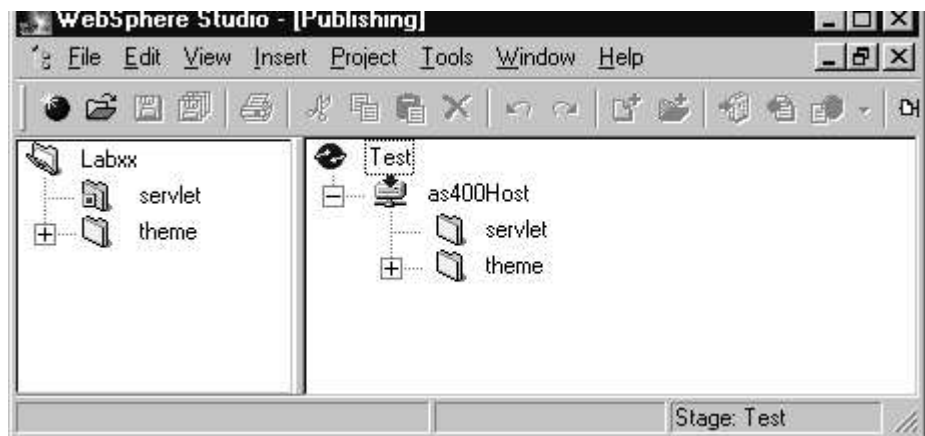 WebSphere Studio - [Publishing]
File Edit View Insert Project Tools Window Help
Labxx
servlet
theme
Test
as400Host
servlet
theme
Stage: Test